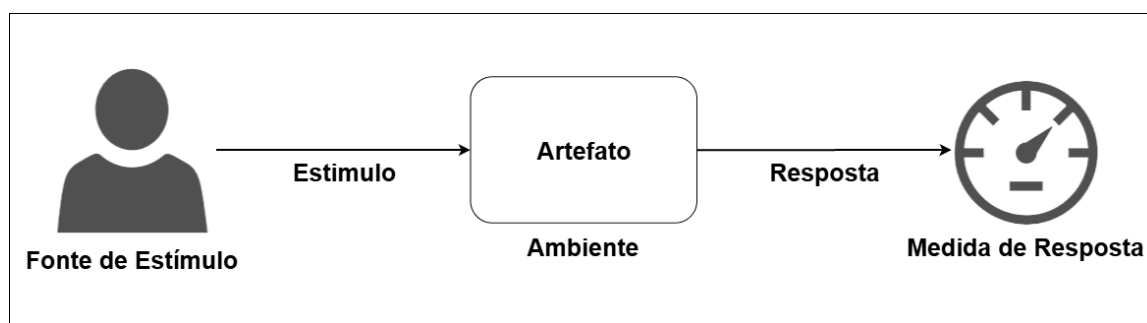 Artefato
Estimulo
Resposta
Ambiente
Fonte de Estímulo
Medida de Resposta